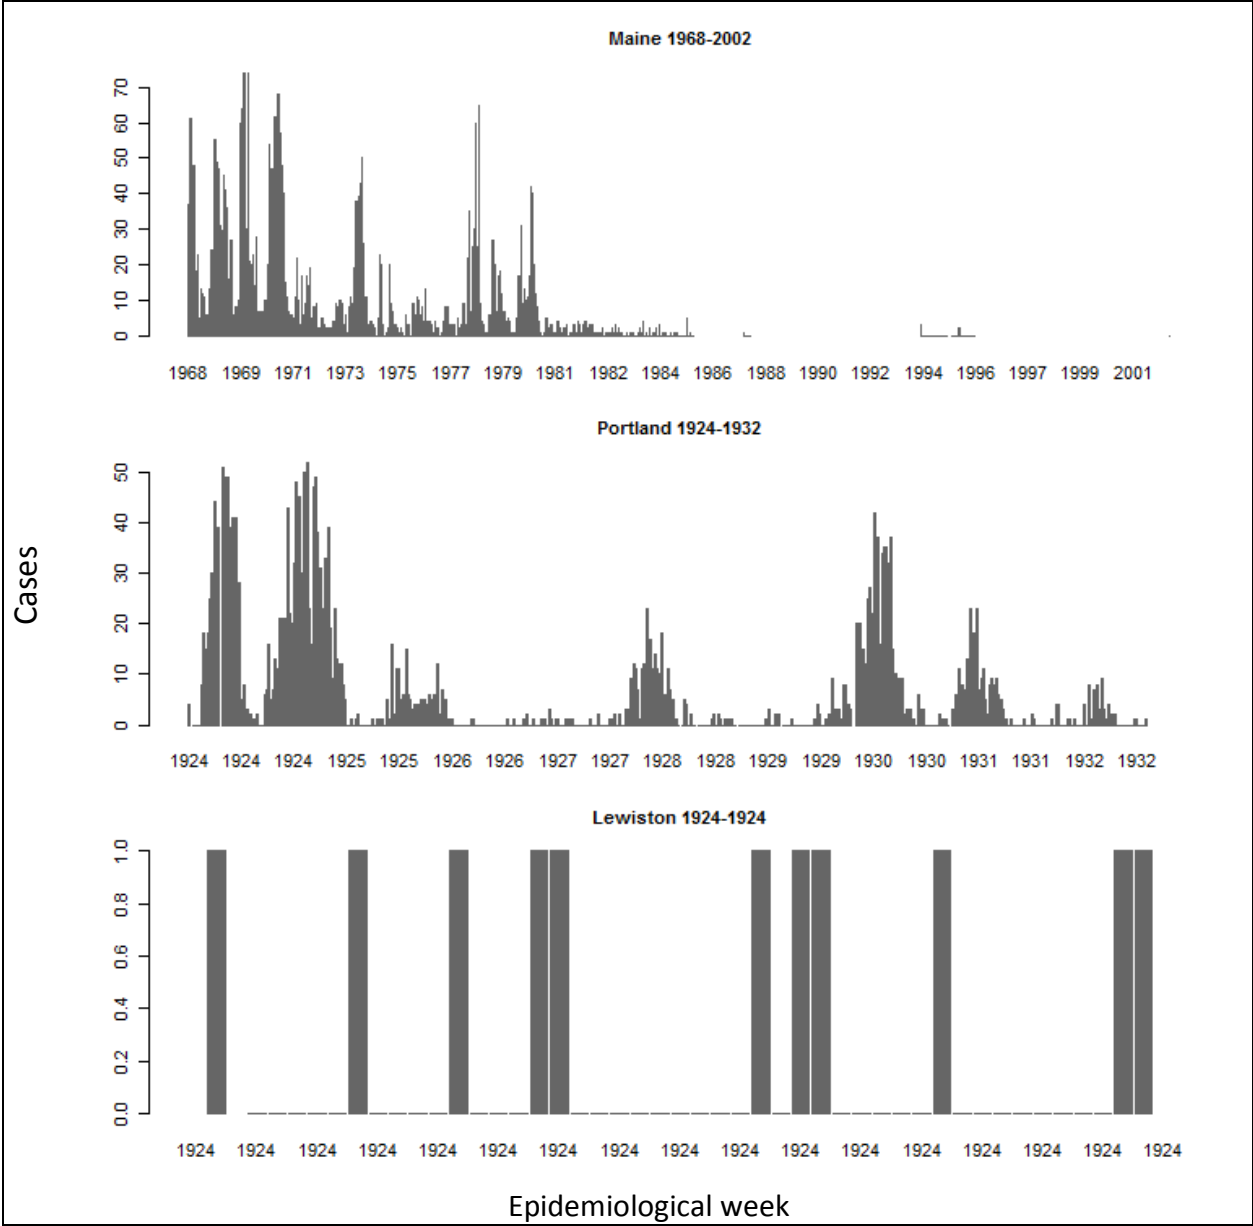 Maine 1968-2002
70
60
50
40
30
20
10
0
1968 1969 1971 1973 1975 1977 1979 1981 1982 1984 1986 1988 1990 1992 1994 1996 1997 1999 2001
Portland 1924-1932
50
40
30
20
10
0
1924 1924 1924 1925 1925 1926 1926 1927 1927 1928 1928 1929 1929 1930 1930 1931 1931 1932 1932
Cases
Lewiston 1924-1924
1.0
0.8
0.6
0.4
0.2
0.0
1924 1924 1924 1924 1924 1924 1924 1924 1924 1924 1924 1924 1924 1924 1924 1924 1924
Epidemiological week